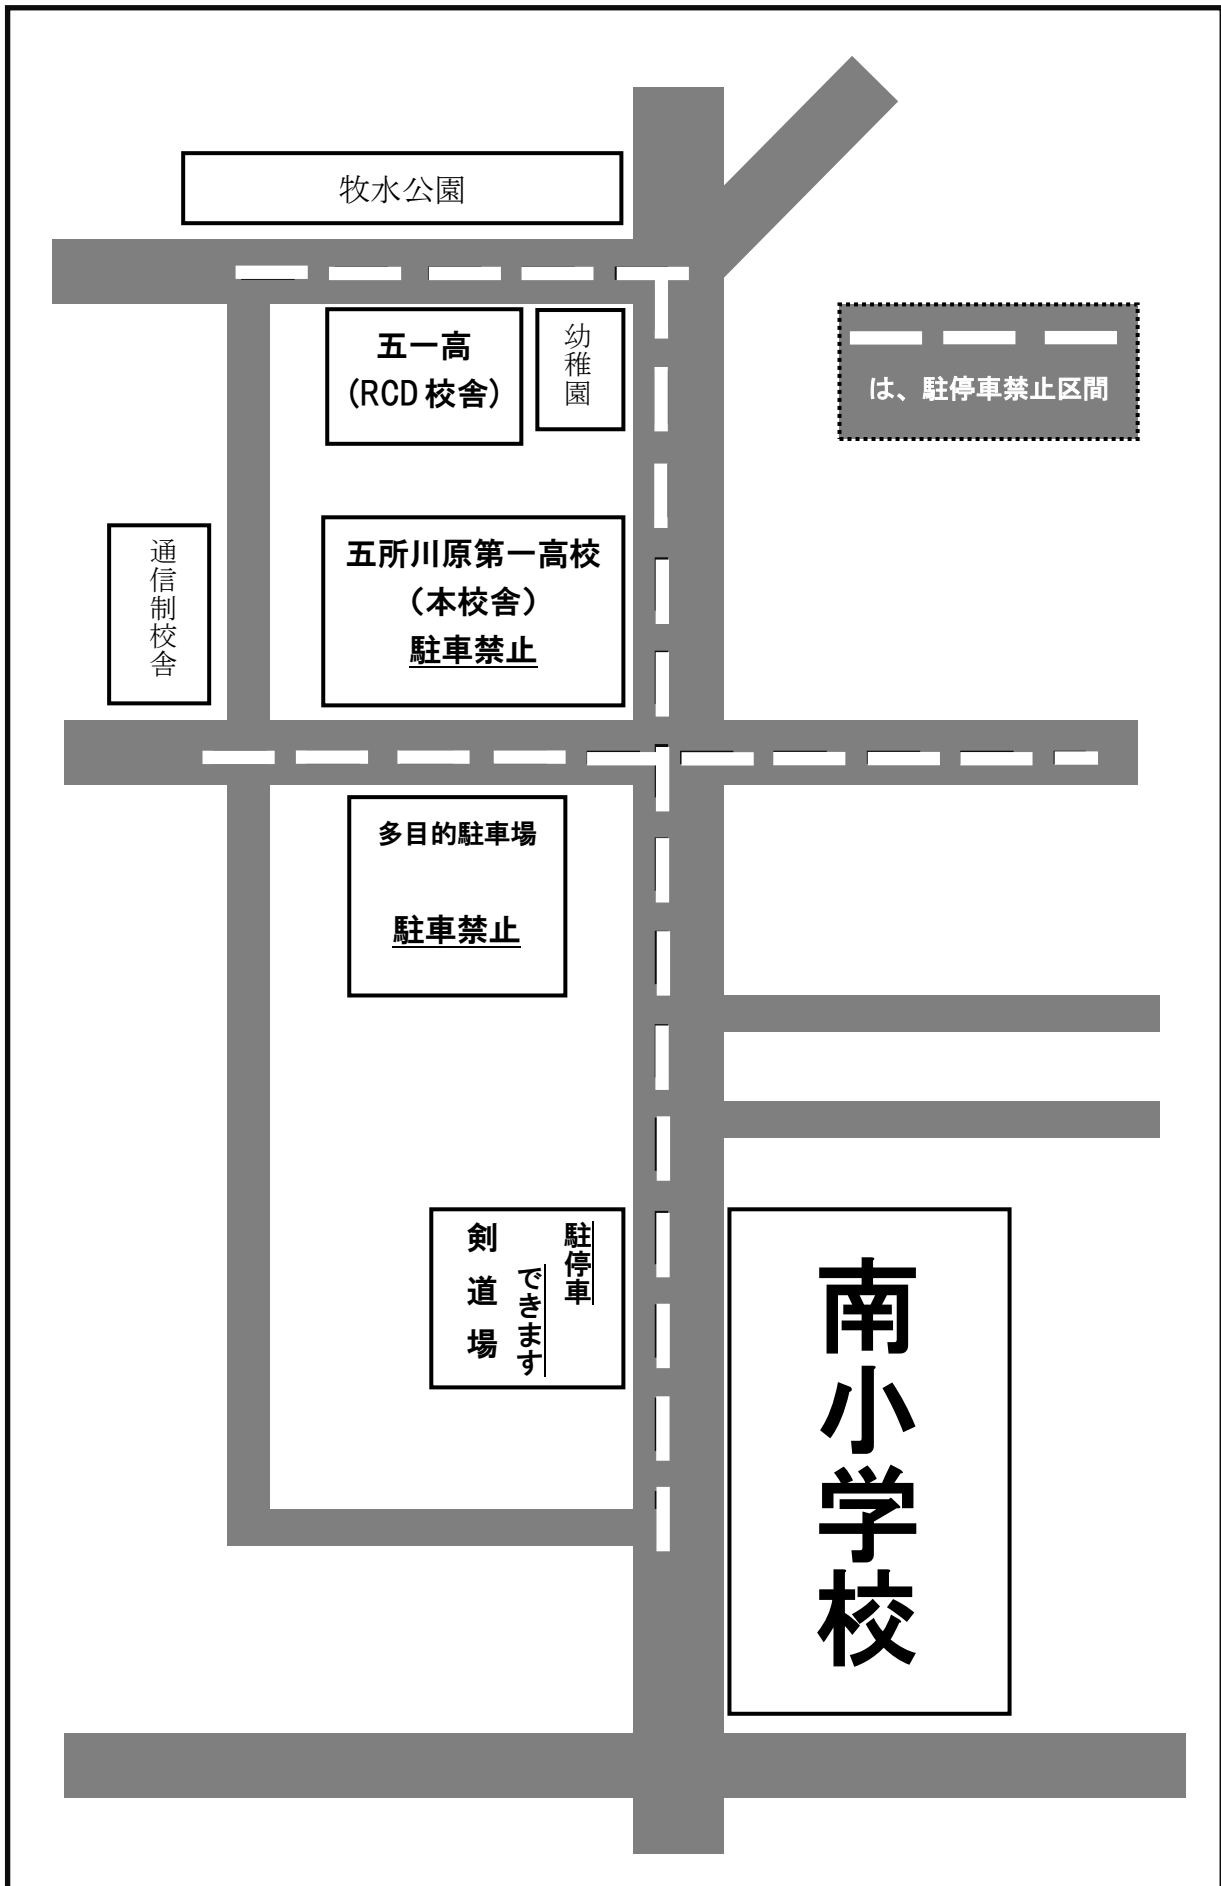 牧水公園
五一高
(RCD校舎)
幼稚園
は、駐停車禁止区間
通信制校舎
五所川原第一高校
（本校舎）
駐車禁止
多目的駐車場
駐車禁止
駐停車
できます
剣道場
南小学校